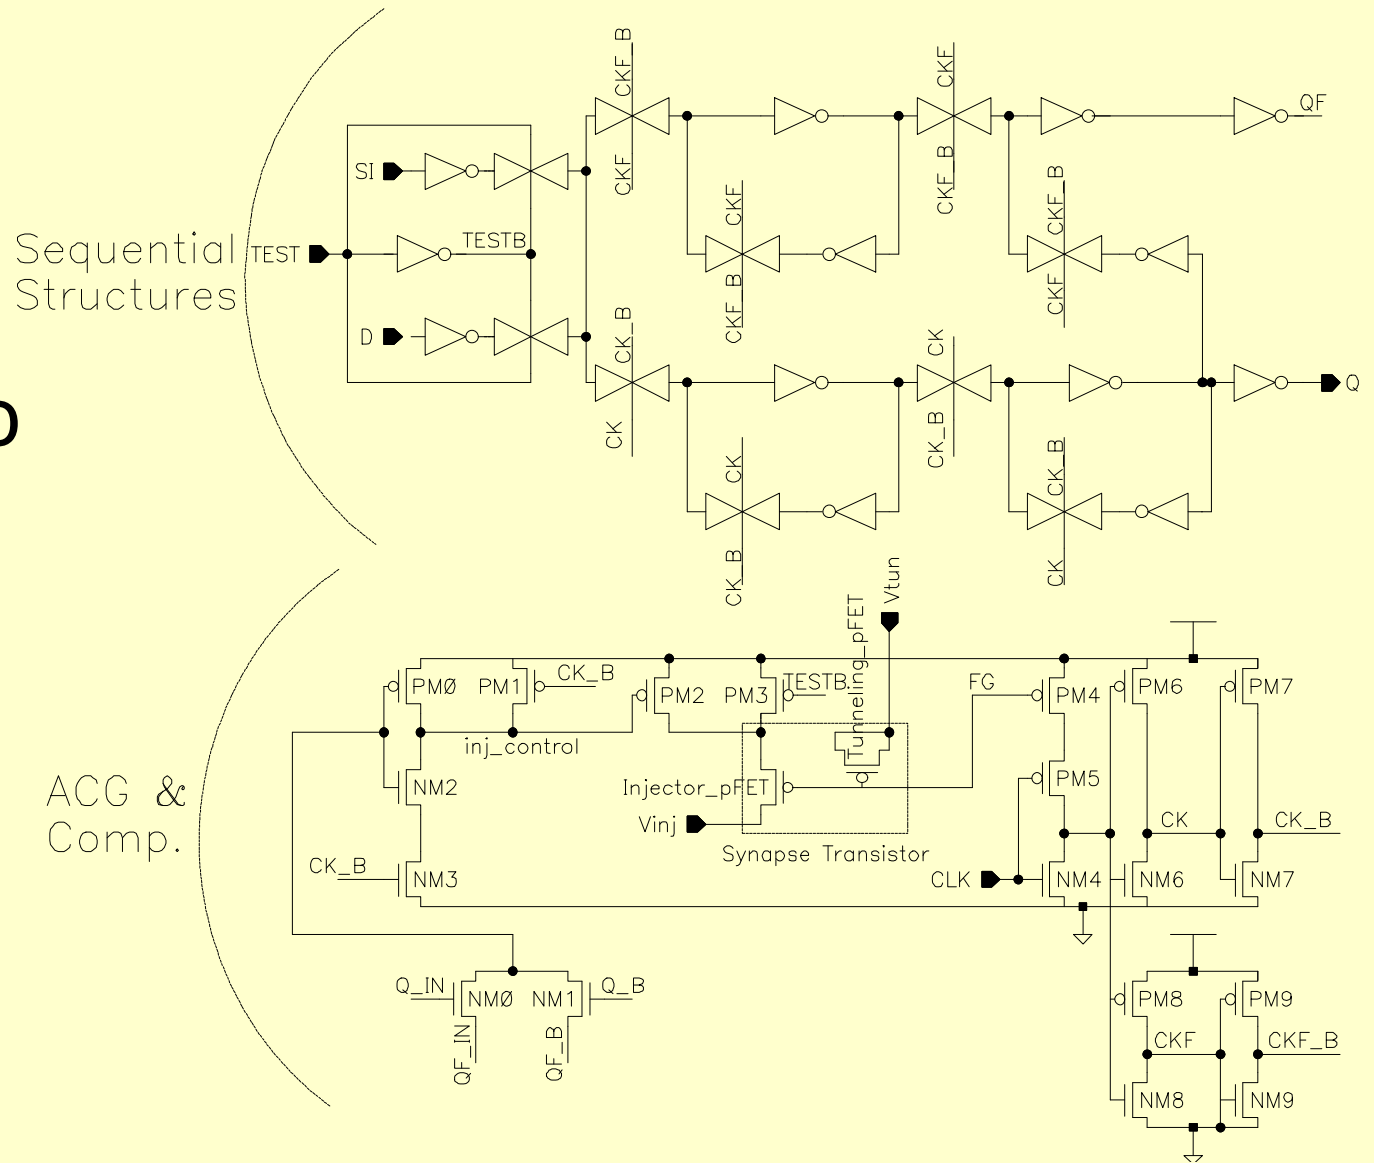 CKF_B
CKF
QF
SI
CKF
CKF_B
CKF
CKF_B
Sequential
Structures
TEST
TESTB
CKF_B
CKF
D
CK_B
CK
Q
CK
CK_B
CK
CK_B
CK_B
CK
Vtun
Tunneling_pFET
PM0
PM1
CK_B
PM2
PM3
TESTB
FG
PM4
PM6
PM7
inj_control
ACG &
Comp.
NM2
Injector_pFET
PM5
Vinj
CK
CK_B
Synapse Transistor
CK_B
NM3
CLK
NM4
NM6
NM7
Q_IN
NM0
NM1
Q_B
PM8
PM9
QF_IN
QF_B
CKF
CKF_B
NM8
NM9